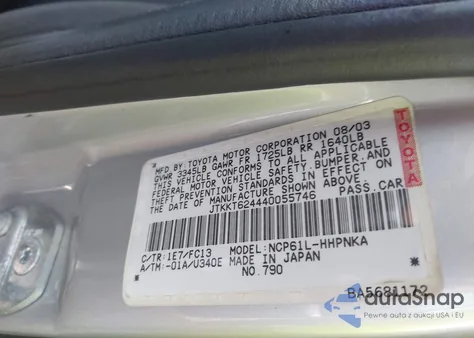 MFD BY: TOYOTA MOTOR CORPORATION 08/03
GVWR 3345LB GAWR FR 1725LB RR 1640LB
THIS VEHICLE CONFORMS TO ALL APPLICABLE
FEDERAL MOTOR VEHICLE SAFETY, BUMPER, AND
THEFT PREVENTION STANDARDS IN EFFECT ON
THE DATE OF MANUFACTURE SHOWN ABOVE.
JTKKT624440055746 PASS. CAR
C/TR: 1E7/FC13 MODEL: NCP61L-HHPNKA
A/TM: -01A/U340E MADE IN JAPAN
NO. 790
TOYOTA
BA5681172
autaSnap
Pewne auta z aukcji USA i EU